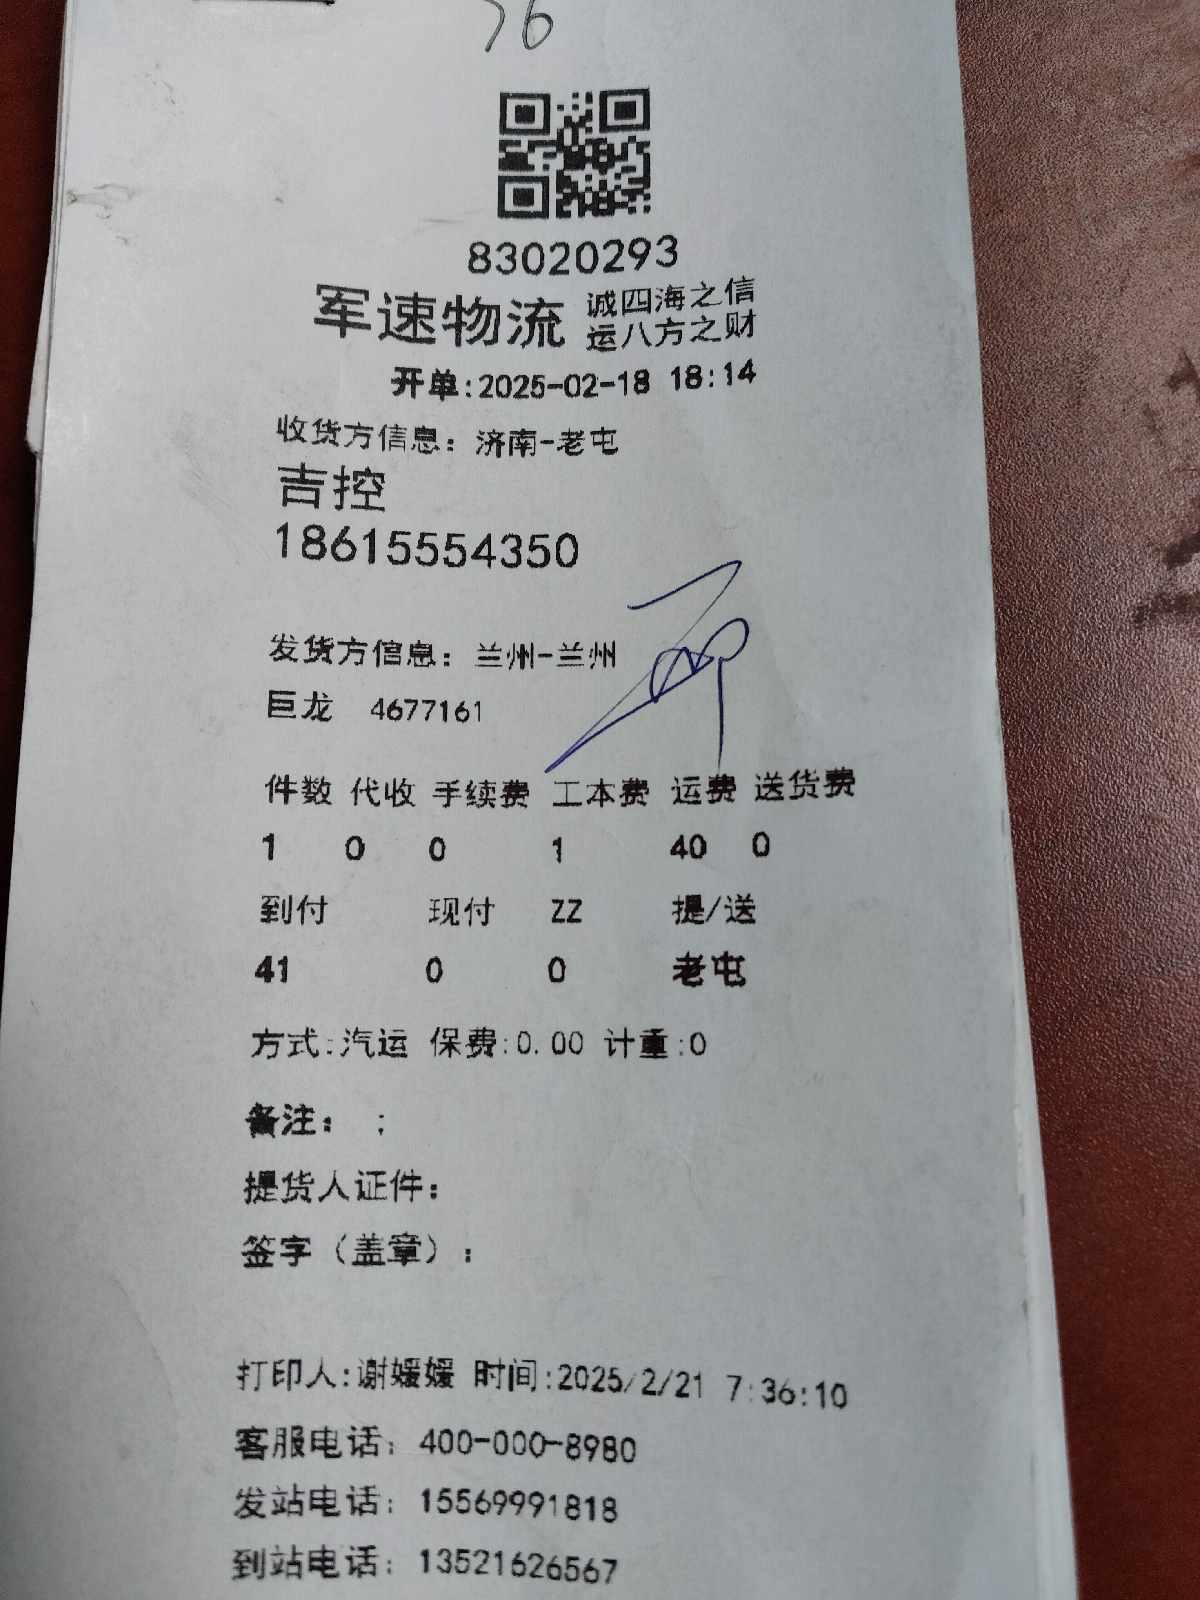 76
83020293
军速物流 诚四海之信
运八方之财
开单:2025-02-18 18:14
收货方信息：济南-老屯
吉控
18615554350
发货方信息：兰州-兰州
巨龙 4677161
件数 代收 手续费 工本费 运费 送货费
1 0 0 1 40 0
到付 现付 ZZ 提/送
41 0 0 老屯
方式:汽运 保费:0.00 计重:0
备注： ;
提货人证件：
签字（盖章）：
打印人:谢媛媛 时间:2025/2/21 7:36:10
客服电话：400-000-8980
发站电话：15569991818
到站电话：13521626567